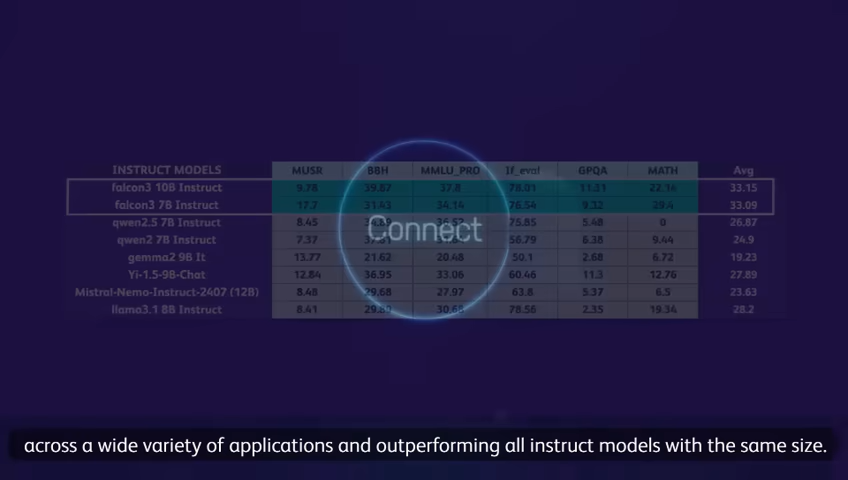 INSTRUCT MODELS MUSR BBH MMLU_PRO If_eval GPQA MATH Avg
falcon3 10B Instruct 9.78 39.87 37.8 78.01 11.11 22.14 33.15
falcon3 7B Instruct 17.7 31.43 34.14 76.54 9.32 29.4 33.09
qwen2.5 7B Instruct 8.45 75.85 5.48 0 26.87
Connect
qwen2 7B Instruct 7.37 56.79 6.38 9.44 24.9
gemma2 9B It 13.77 21.62 20.48 50.1 2.68 6.72 19.23
Yi-1.5-9B-Chat 12.84 36.95 33.06 60.46 11.3 12.76 27.89
Mistral-Nemo-Instruct-2407 (12B) 8.48 29.68 27.97 63.8 5.37 6.5 23.63
llama3.1 8B Instruct 8.41 78.56 2.35 19.34 28.2
across a wide variety of applications and outperforming all instruct models with the same size.